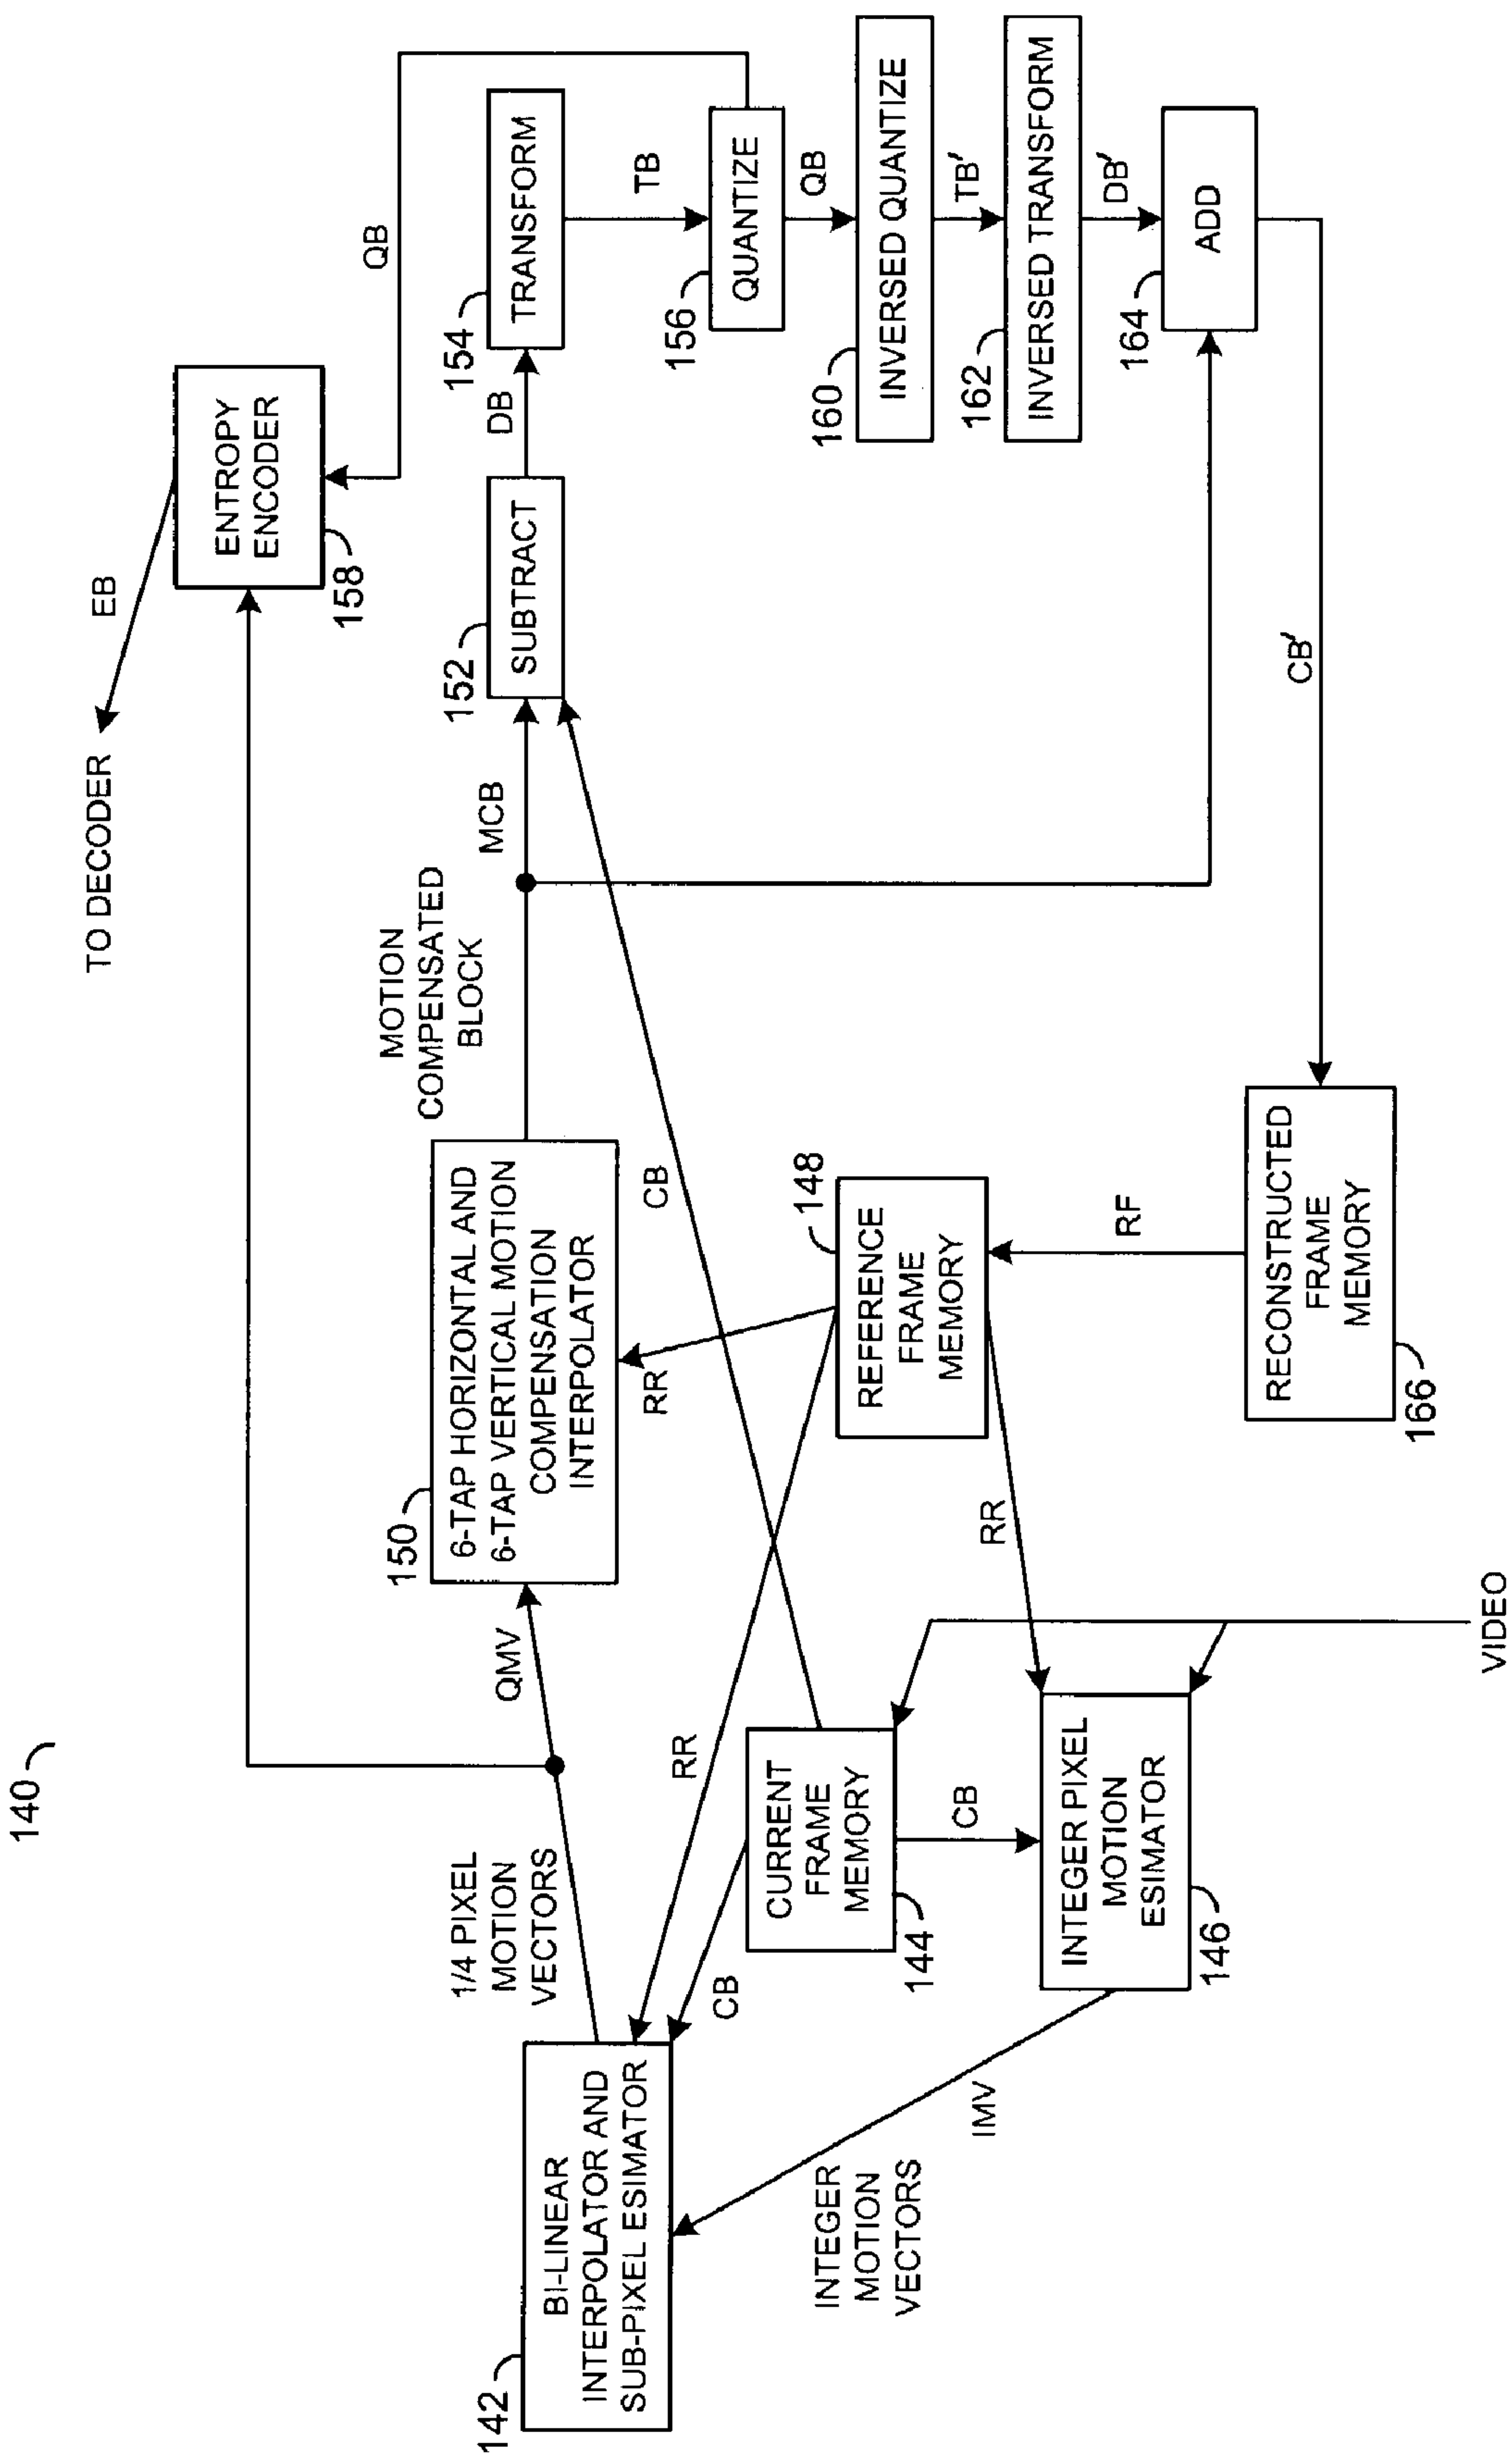 140
TO DECODER
EB
ENTROPY
ENCODER
158
QB
1/4 PIXEL
MOTION
VECTORS
QMV
150
6-TAP HORIZONTAL AND
6-TAP VERTICAL MOTION
COMPENSATION
INTERPOLATOR
MOTION
COMPENSATED
BLOCK
MCB
152
SUBTRACT
DB
154
TRANSFORM
142
BI-LINEAR
INTERPOLATOR AND
SUB-PIXEL ESIMATOR
CB
RR
RR
CB
TB
156
QUANTIZE
QB
INTEGER
MOTION
VECTORS
IMV
144
CURRENT
FRAME
MEMORY
CB
148
REFERENCE
FRAME
MEMORY
RR
160
INVERSED QUANTIZE
TB'
146
INTEGER PIXEL
MOTION
ESIMATOR
RF
162
INVERSED TRANSFORM
DB'
164
ADD
166
RECONSTRUCTED
FRAME
MEMORY
CB'
VIDEO